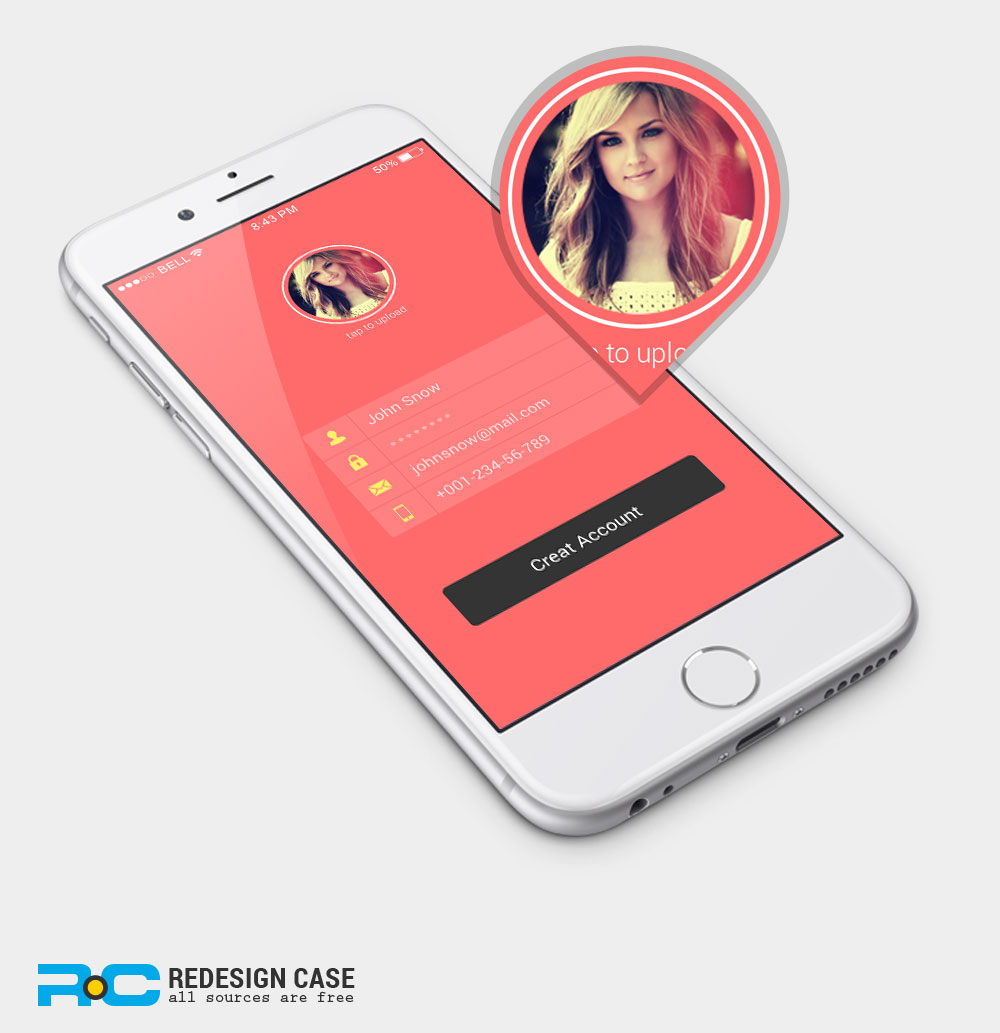 50%
8:43 PM
BELL
tap to upload
to uplo
John Snow
********
johnsnow@mail.com
+001-234-56-789
Creat Account
RC
REDESIGN CASE
all sources are free